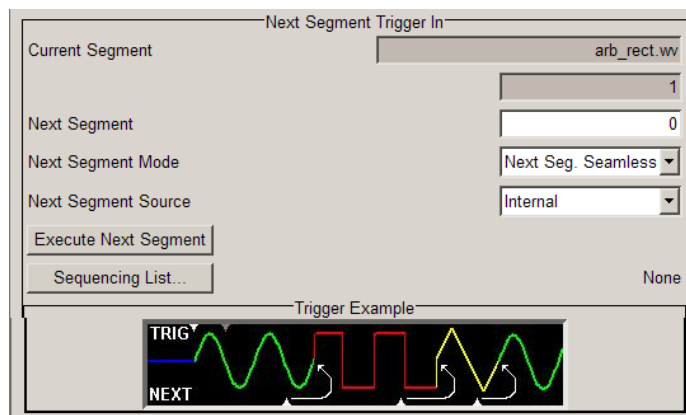 Next Segment Trigger In
Current Segment arb_rect.wv
1
Next Segment 0
Next Segment Mode Next Seg. Seamless
Next Segment Source Internal
Execute Next Segment
Sequencing List... None
Trigger Example
TRIG
NEXT